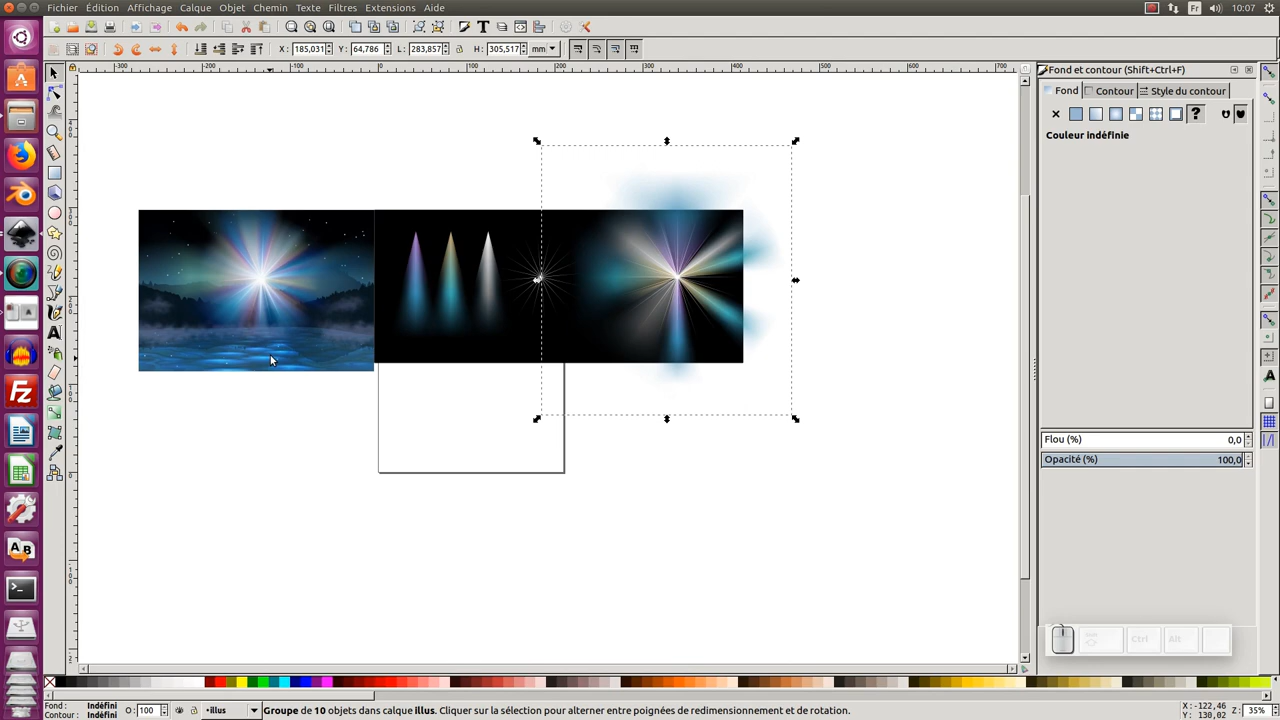 Fichier Édition Affichage Calque Objet Chemin Texte Filtres Extensions Aide
Fr 10:07
X : 185,031 Y : 64,786 L : 283,857 H : 305,517 mm
Fond et contour (Shift+Ctrl+F)
Fond Contour Style du contour
Couleur indéfinie
Flou (%) 0,0
Opacité (%) 100,0
Ctrl Alt
Fond : Indéfini
Contour : Indéfini
O : 100
•illus
Groupe de 10 objets dans calque illus. Cliquer sur la sélection pour alterner entre poignées de redimensionnement et de rotation.
X : -122,46
Y : 130,02
Z : 35%